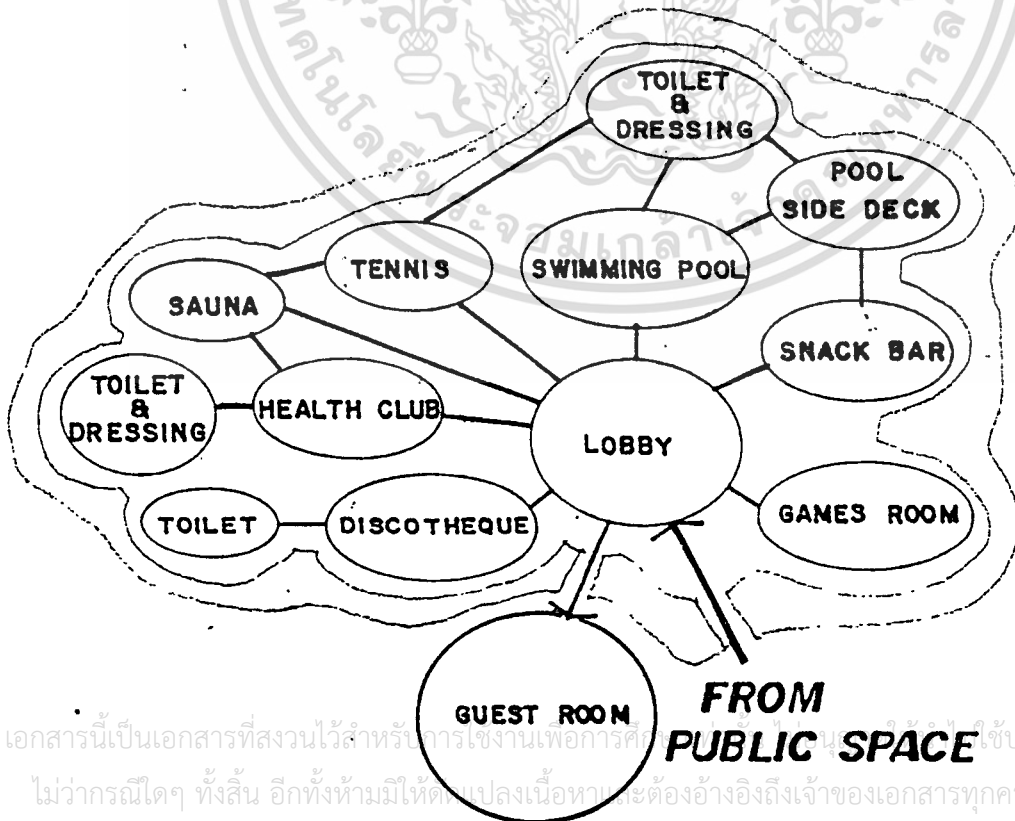 TOILET
&
DRESSING
POOL
SIDE DECK
TENNIS
SWIMMING POOL
SAUNA
SNACK BAR
TOILET
&
DRESSING
HEALTH CLUB
LOBBY
TOILET
DISCOTHEQUE
GAMES ROOM
GUEST ROOM
FROM
PUBLIC SPACE
เอกสารนี้เป็นเอกสารที่สงวนไว้สำหรับการใช้งานเพื่อการศึกษา
ไม่ว่ากรณีใดๆ ทั้งสิ้น อีกทั้งห้ามมิให้ดัดแปลงเนื้อหาและต้องอ้างอิงถึงเจ้าของเอกสารทุกค